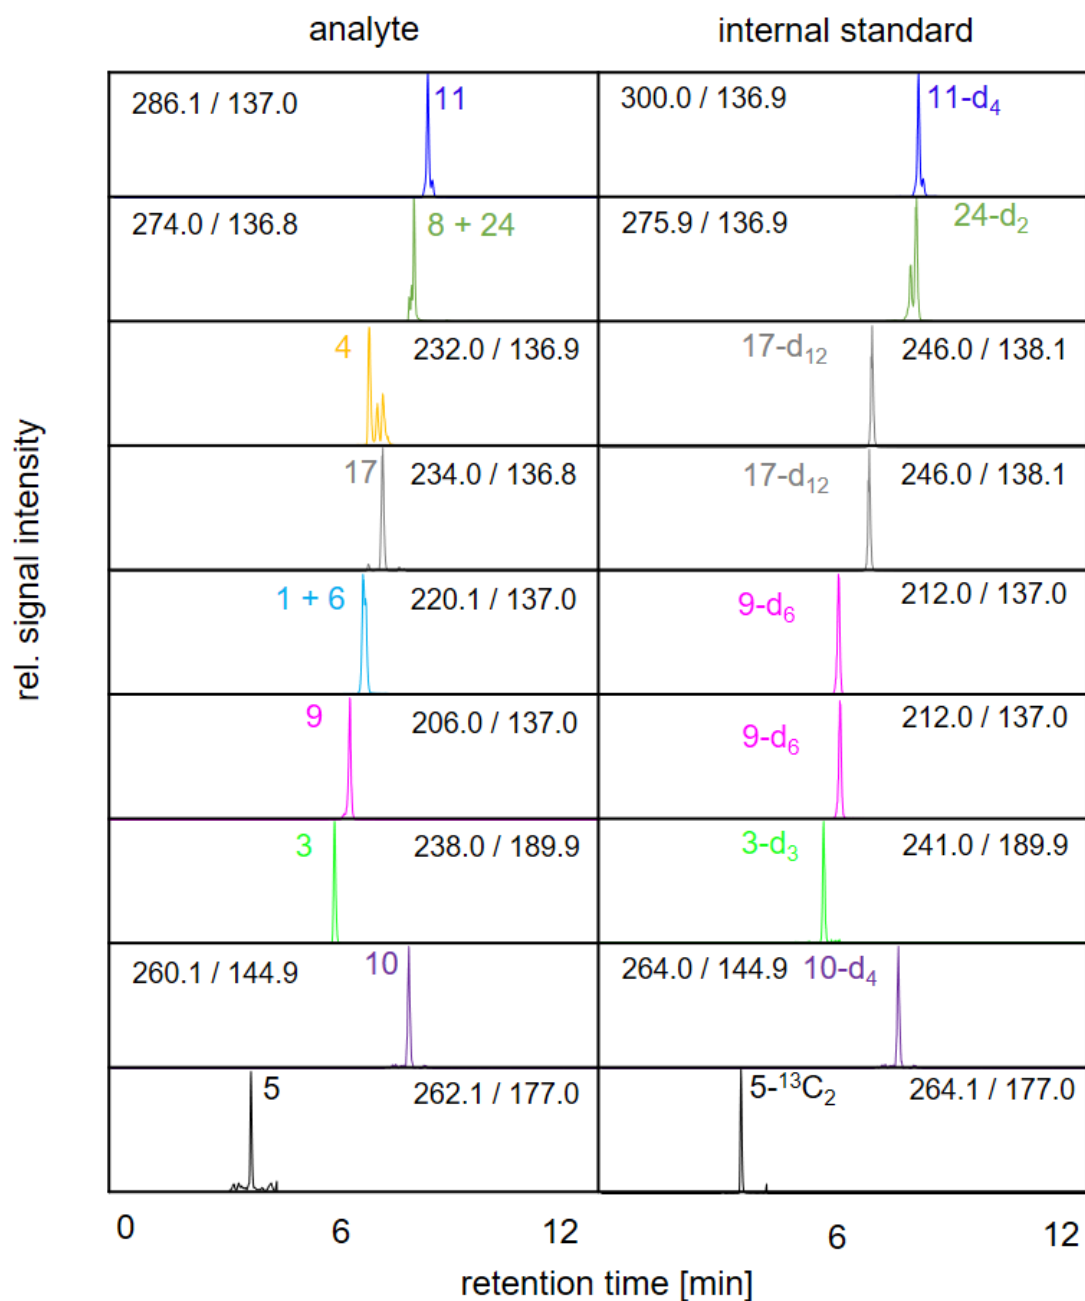 analyte internal standard
286.1 / 137.0 11 300.0 / 136.9 11-d₄
274.0 / 136.8 8 + 24 275.9 / 136.9 24-d₂
4 232.0 / 136.9 17-d₁₂ 246.0 / 138.1
17 234.0 / 136.8 17-d₁₂ 246.0 / 138.1
1 + 6 220.1 / 137.0 9-d₆ 212.0 / 137.0
9 206.0 / 137.0 9-d₆ 212.0 / 137.0
3 238.0 / 189.9 3-d₃ 241.0 / 189.9
260.1 / 144.9 10 264.0 / 144.9 10-d₄
5 262.1 / 177.0 5-¹³C₂ 264.1 / 177.0
rel. signal intensity
0 6 12 6 12
retention time [min]